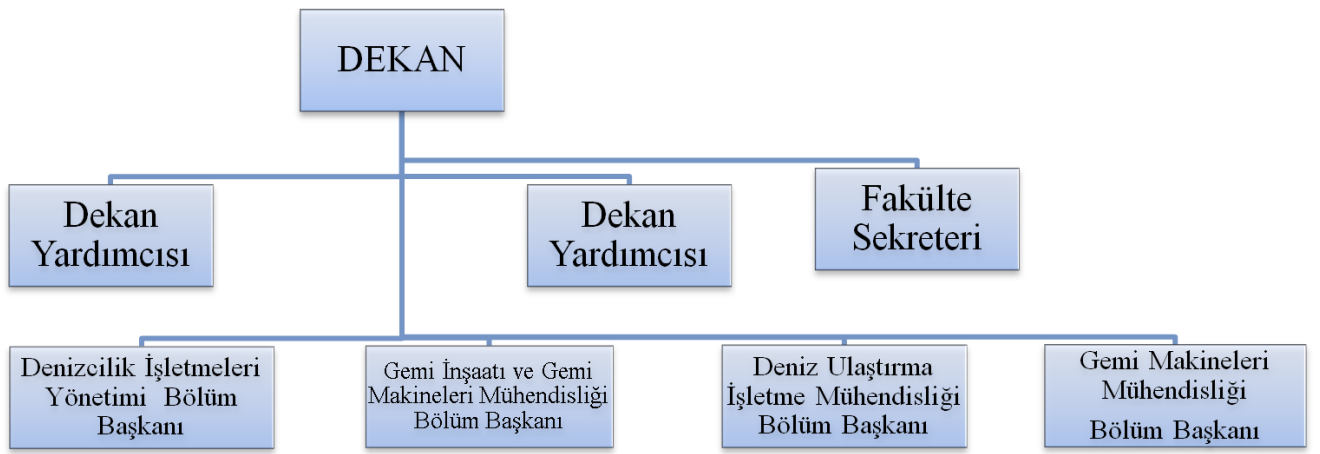 DEKAN
Dekan
Yardımcısı
Dekan
Yardımcısı
Fakülte
Sekreteri
Denizcilik İşletmeleri
Yönetimi Bölüm
Başkanı
Gemi İnşaatı ve Gemi
Makineleri Mühendisliği
Bölüm Başkanı
Deniz Ulaştırma
İşletme Mühendisliği
Bölüm Başkanı
Gemi Makineleri
Mühendisliği
Bölüm Başkanı